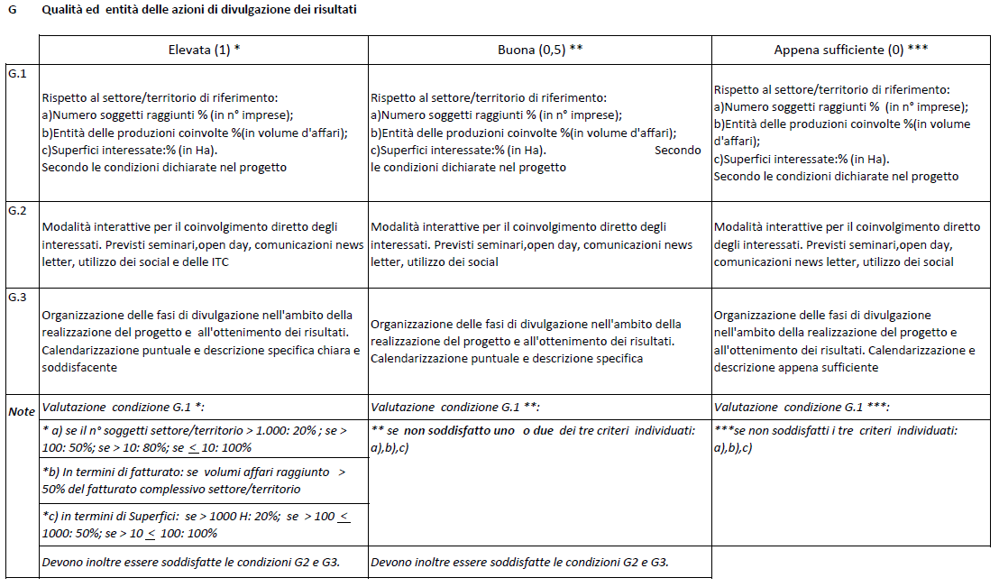 G Qualità ed entità delle azioni di divulgazione dei risultati
Elevata (1) * Buona (0,5) ** Appena sufficiente (0) ***
G.1
Rispetto al settore/territorio di riferimento:
a)Numero soggetti raggiunti % (in n° imprese);
b)Entità delle produzioni coinvolte %(in volume d'affari);
c)Superfici interessate:% (in Ha).
Secondo le condizioni dichiarate nel progetto
Rispetto al settore/territorio di riferimento:
a)Numero soggetti raggiunti % (in n° imprese);
b)Entità delle produzioni coinvolte %(in volume d'affari);
c)Superfici interessate:% (in Ha). Secondo
le condizioni dichiarate nel progetto
Rispetto al settore/territorio di riferimento:
a)Numero soggetti raggiunti % (in n° imprese);
b)Entità delle produzioni coinvolte %(in volume
d'affari);
c)Superfici interessate:% (in Ha).
Secondo le condizioni dichiarate nel progetto
G.2
Modalità interattive per il coinvolgimento diretto degli
interessati. Previsti seminari,open day, comunicazioni news
letter, utilizzo dei social e delle ITC
Modalità interattive per il coinvolgimento diretto degli
interessati. Previsti seminari,open day, comunicazioni news
letter, utilizzo dei social
Modalità interattive per il coinvolgimento diretto
degli interessati. Previsti seminari,open day,
comunicazioni news letter, utilizzo dei social
G.3
Organizzazione delle fasi di divulgazione nell'ambito della
realizzazione del progetto e all'ottenimento dei risultati.
Calendarizzazione puntuale e descrizione specifica chiara e
soddisfacente
Organizzazione delle fasi di divulgazione nell'ambito della
realizzazione del progetto e all'ottenimento dei risultati.
Calendarizzazione puntuale e descrizione specifica
Organizzazione delle fasi di divulgazione
nell'ambito della realizzazione del progetto e
all'ottenimento dei risultati. Calendarizzazione e
descrizione appena sufficiente
Note
Valutazione condizione G.1 *:
* a) se il n° soggetti settore/territorio > 1.000: 20% ; se >
100: 50%; se > 10: 80%; se < 10: 100%
*b) In termini di fatturato: se volumi affari raggiunto >
50% del fatturato complessivo settore/territorio
*c) in termini di Superfici: se > 1000 H: 20%; se > 100 <
1000: 50%; se > 10 < 100: 100%
Devono inoltre essere soddisfatte le condizioni G2 e G3.
Valutazione condizione G.1 **:
** se non soddisfatto uno o due dei tre criteri individuati:
a),b),c)
Devono inoltre essere soddisfatte le condizioni G2 e G3.
Valutazione condizione G.1 ***:
***se non soddisfatti i tre criteri individuati:
a),b),c)